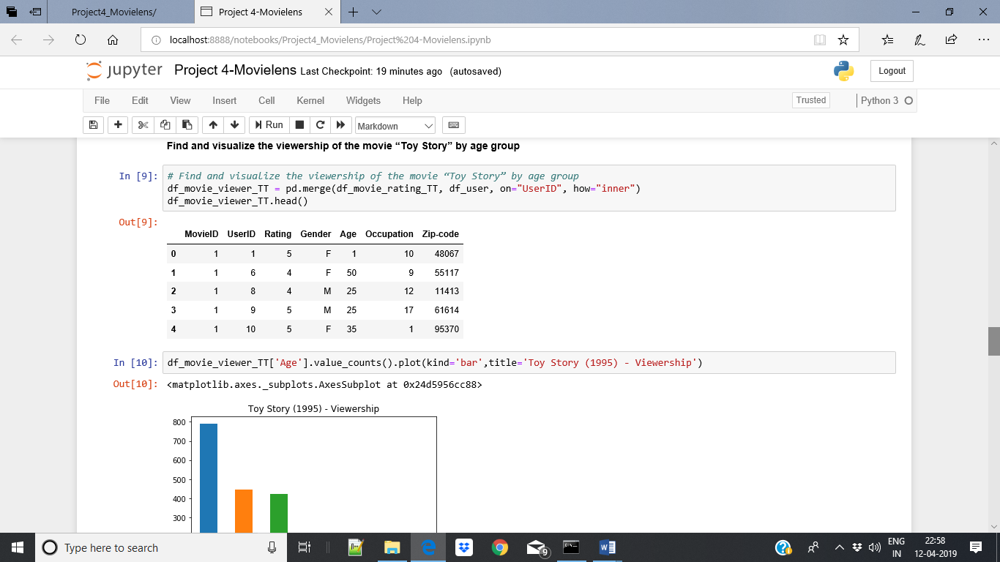 Project4_Movielens/
Project 4-Movielens
localhost:8888/notebooks/Project4_Movielens/Project%204-Movielens.ipynb
jupyter Project 4-Movielens Last Checkpoint: 19 minutes ago (autosaved)
Logout
File Edit View Insert Cell Kernel Widgets Help
Trusted
Python 3
Run
Markdown
Find and visualize the viewership of the movie “Toy Story” by age group
In [9]:
# Find and visualize the viewership of the movie “Toy Story” by age group
df_movie_viewer_TT = pd.merge(df_movie_rating_TT, df_user, on="UserID", how="inner")
df_movie_viewer_TT.head()
Out[9]:
MovieID UserID Rating Gender Age Occupation Zip-code
0 1 1 5 F 1 10 48067
1 1 6 4 F 50 9 55117
2 1 8 4 M 25 12 11413
3 1 9 5 M 25 17 61614
4 1 10 5 F 35 1 95370
In [10]:
df_movie_viewer_TT['Age'].value_counts().plot(kind='bar',title='Toy Story (1995) - Viewership')
Out[10]:
<matplotlib.axes._subplots.AxesSubplot at 0x24d5956cc88>
Toy Story (1995) - Viewership
800
700
600
500
400
300
Type here to search
9
ENG
IN
22:58
12-04-2019